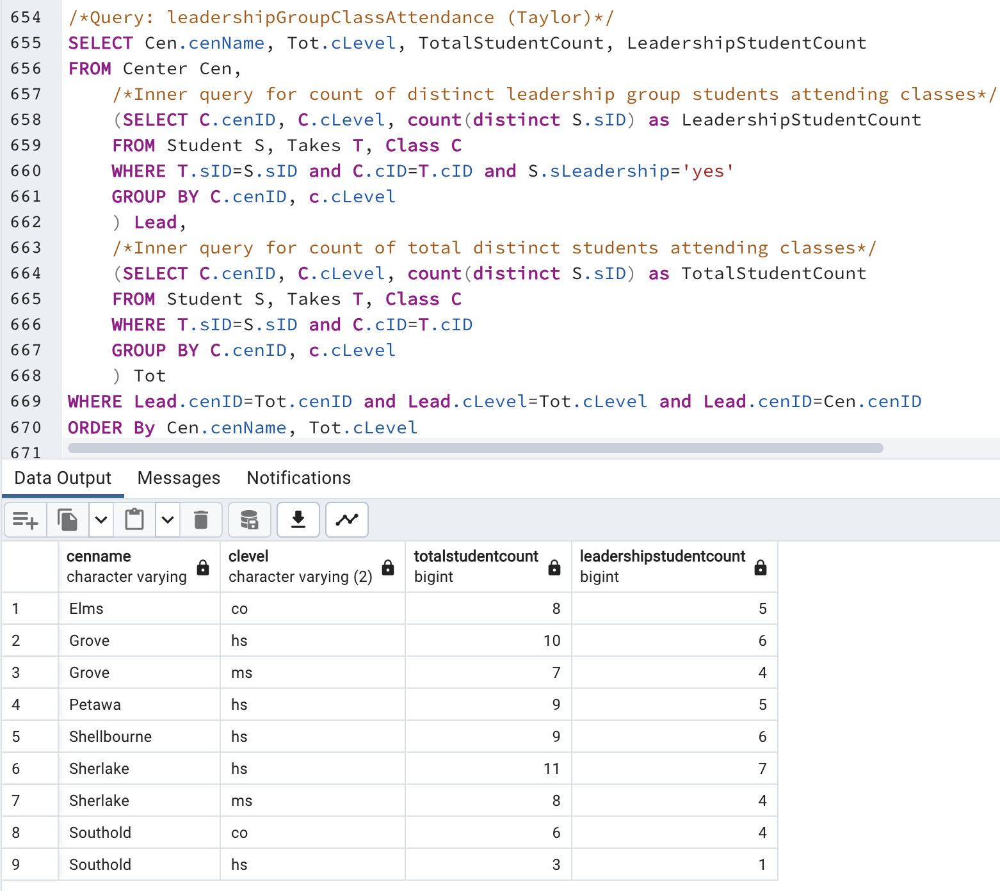 654 /*Query: leadershipGroupClassAttendance (Taylor)*/
655 SELECT Cen.cenName, Tot.cLevel, TotalStudentCount, LeadershipStudentCount
656 FROM Center Cen,
657 /*Inner query for count of distinct leadership group students attending classes*/
658 (SELECT C.cenID, C.cLevel, count(distinct S.sID) as LeadershipStudentCount
659 FROM Student S, Takes T, Class C
660 WHERE T.sID=S.sID and C.cID=T.cID and S.sLeadership='yes'
661 GROUP BY C.cenID, c.cLevel
662 ) Lead,
663 /*Inner query for count of total distinct students attending classes*/
664 (SELECT C.cenID, C.cLevel, count(distinct S.sID) as TotalStudentCount
665 FROM Student S, Takes T, Class C
666 WHERE T.sID=S.sID and C.cID=T.cID
667 GROUP BY C.cenID, c.cLevel
668 ) Tot
669 WHERE Lead.cenID=Tot.cenID and Lead.cLevel=Tot.cLevel and Lead.cenID=Cen.cenID
670 ORDER By Cen.cenName, Tot.cLevel
671
Data Output Messages Notifications
cenname clevel totalstudentcount leadershipstudentcount
character varying character varying (2) bigint bigint
1 Elms co 8 5
2 Grove hs 10 6
3 Grove ms 7 4
4 Petawa hs 9 5
5 Shellbourne hs 9 6
6 Sherlake hs 11 7
7 Sherlake ms 8 4
8 Southold co 6 4
9 Southold hs 3 1